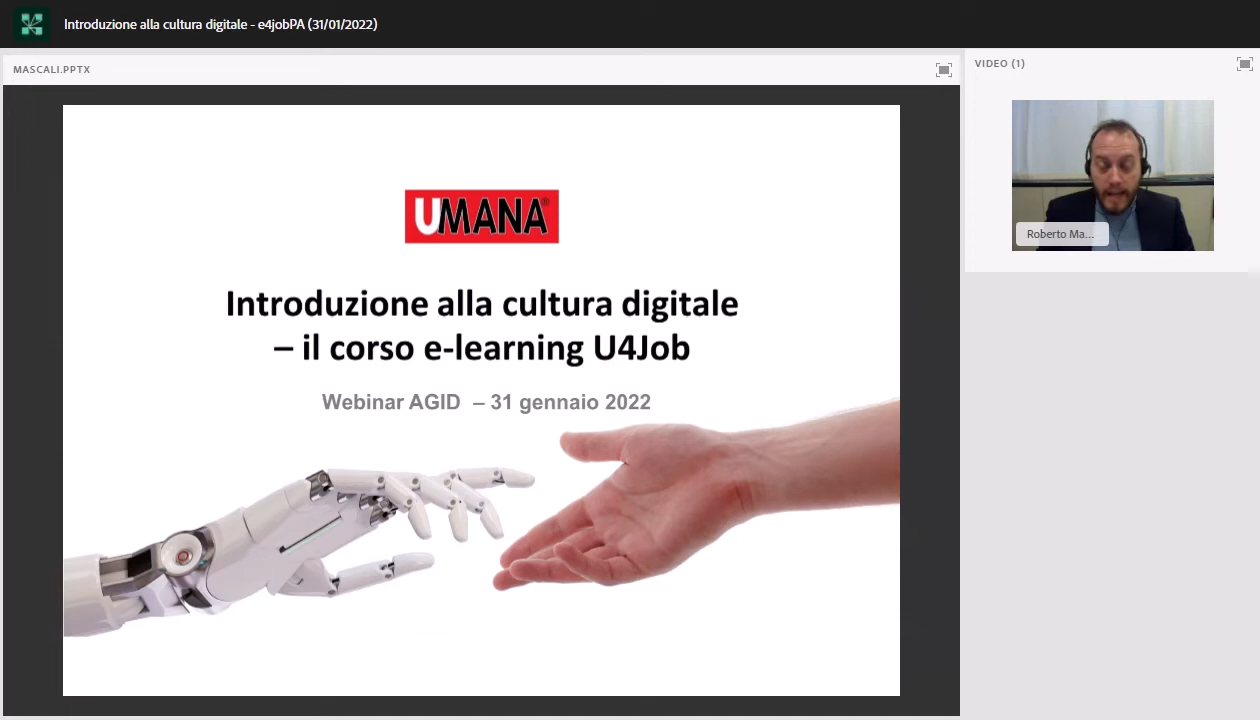 Introduzione alla cultura digitale - e4jobPA (31/01/2022)
MASCALI.PPTX
VIDEO (1)
UMANA®
Introduzione alla cultura digitale
– il corso e-learning U4Job
Webinar AGID – 31 gennaio 2022
Roberto Ma...